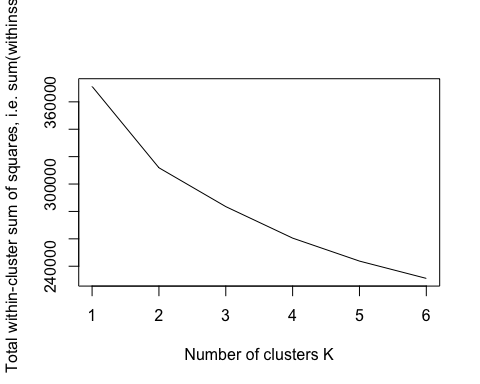 Total within-cluster sum of squares, i.e. sum(withinss
360000
300000
240000
1 2 3 4 5 6
Number of clusters K